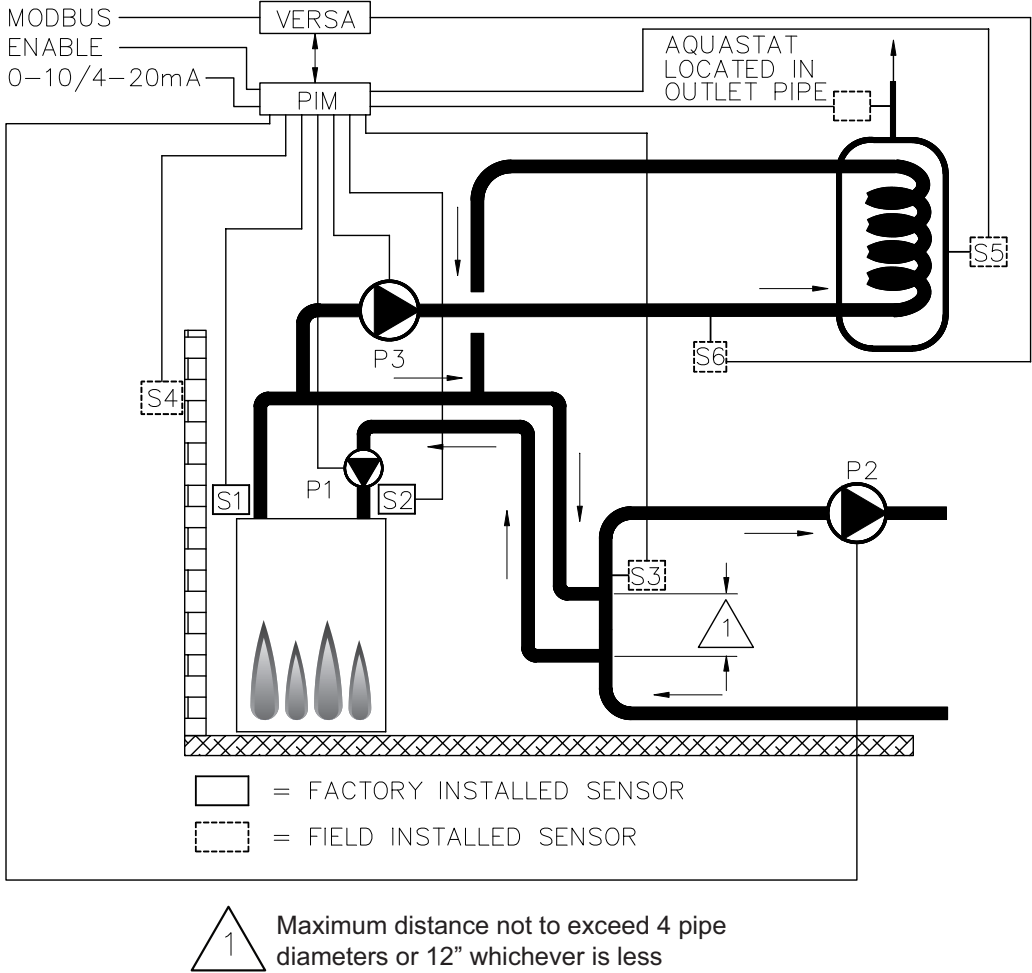 MODBUS
VERSA
ENABLE
0-10/4-20mA
PIM
AQUASTAT
LOCATED IN
OUTLET PIPE
S5
P3
S6
S4
S1
P1
S2
P2
S3
1
= FACTORY INSTALLED SENSOR
= FIELD INSTALLED SENSOR
1
Maximum distance not to exceed 4 pipe
diameters or 12” whichever is less